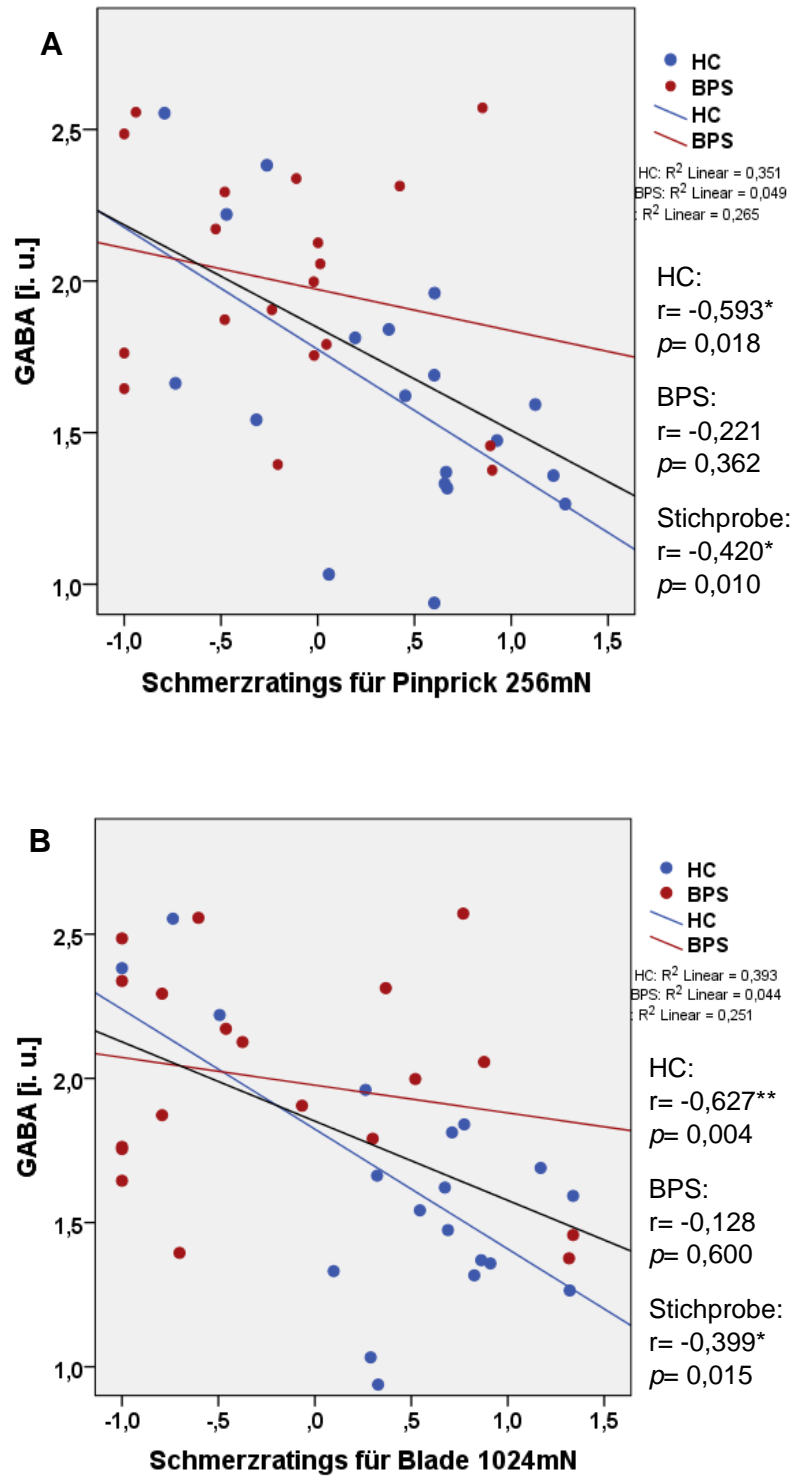 A
HC
BPS
HC
BPS
HC: R² Linear = 0,351
BPS: R² Linear = 0,049
: R² Linear = 0,265
HC:
r= -0,593*
p= 0,018
BPS:
r= -0,221
p= 0,362
Stichprobe:
r= -0,420*
p= 0,010
GABA [i. u.]
2,5
2,0
1,5
1,0
-1,0 -,5 ,0 ,5 1,0 1,5
Schmerzratings für Pinprick 256mN
B
HC
BPS
HC
BPS
HC: R² Linear = 0,393
BPS: R² Linear = 0,044
: R² Linear = 0,251
HC:
r= -0,627**
p= 0,004
BPS:
r= -0,128
p= 0,600
Stichprobe:
r= -0,399*
p= 0,015
GABA [i. u.]
2,5
2,0
1,5
1,0
-1,0 -,5 ,0 ,5 1,0 1,5
Schmerzratings für Blade 1024mN